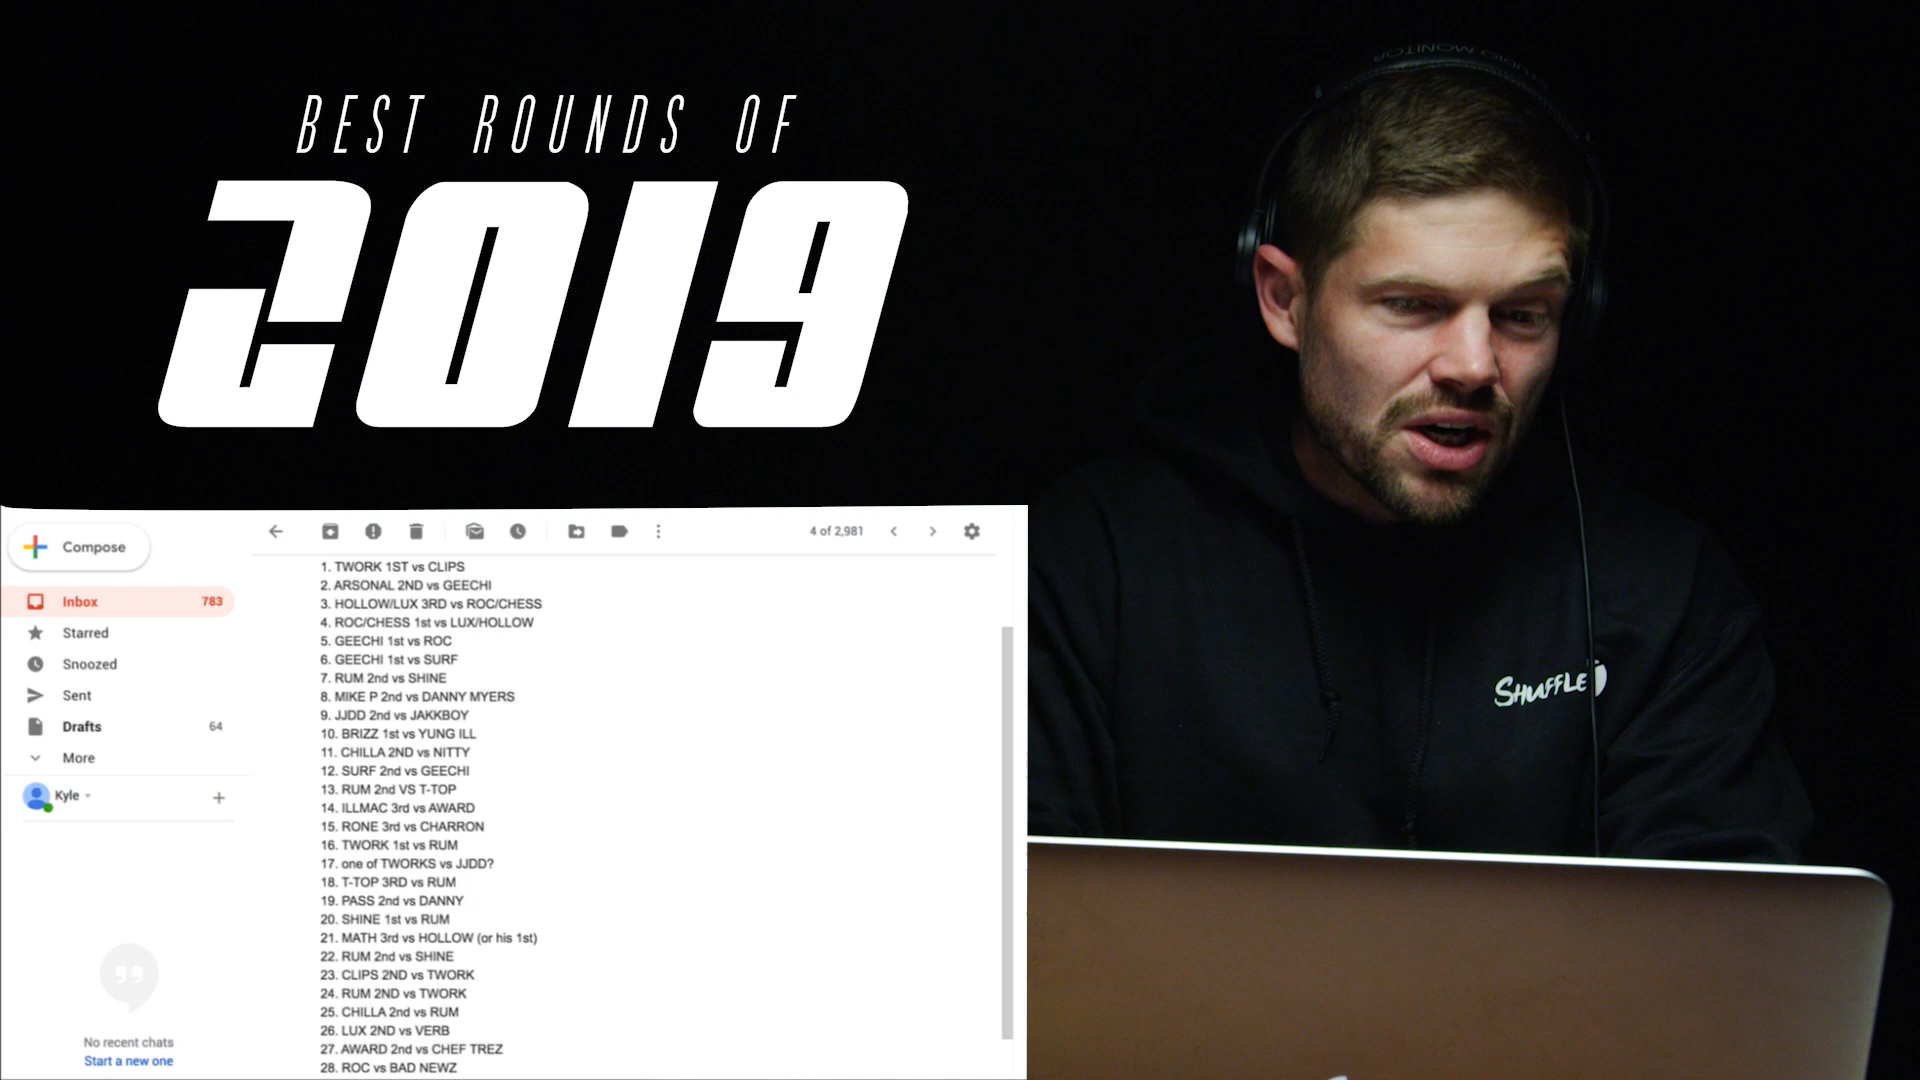 STUDIO MONITOR
BEST ROUNDS OF
2019
Compose
Inbox 783
Starred
Snoozed
Sent
Drafts 64
More
Kyle
No recent chats
Start a new one
4 of 2,981
1. TWORK 1ST vs CLIPS
2. ARSONAL 2ND vs GEECHI
3. HOLLOW/LUX 3RD vs ROC/CHESS
4. ROC/CHESS 1st vs LUX/HOLLOW
5. GEECHI 1st vs ROC
6. GEECHI 1st vs SURF
7. RUM 2nd vs SHINE
8. MIKE P 2nd vs DANNY MYERS
9. JJDD 2nd vs JAKKBOY
10. BRIZZ 1st vs YUNG ILL
11. CHILLA 2ND vs NITTY
12. SURF 2nd vs GEECHI
13. RUM 2nd VS T-TOP
14. ILLMAC 3rd vs AWARD
15. RONE 3rd vs CHARRON
16. TWORK 1st vs RUM
17. one of TWORKS vs JJDD?
18. T-TOP 3RD vs RUM
19. PASS 2nd vs DANNY
20. SHINE 1st vs RUM
21. MATH 3rd vs HOLLOW (or his 1st)
22. RUM 2nd vs SHINE
23. CLIPS 2ND vs TWORK
24. RUM 2ND vs TWORK
25. CHILLA 2nd vs RUM
26. LUX 2ND vs VERB
27. AWARD 2nd vs CHEF TREZ
28. ROC vs BAD NEWZ
SHUFFLE